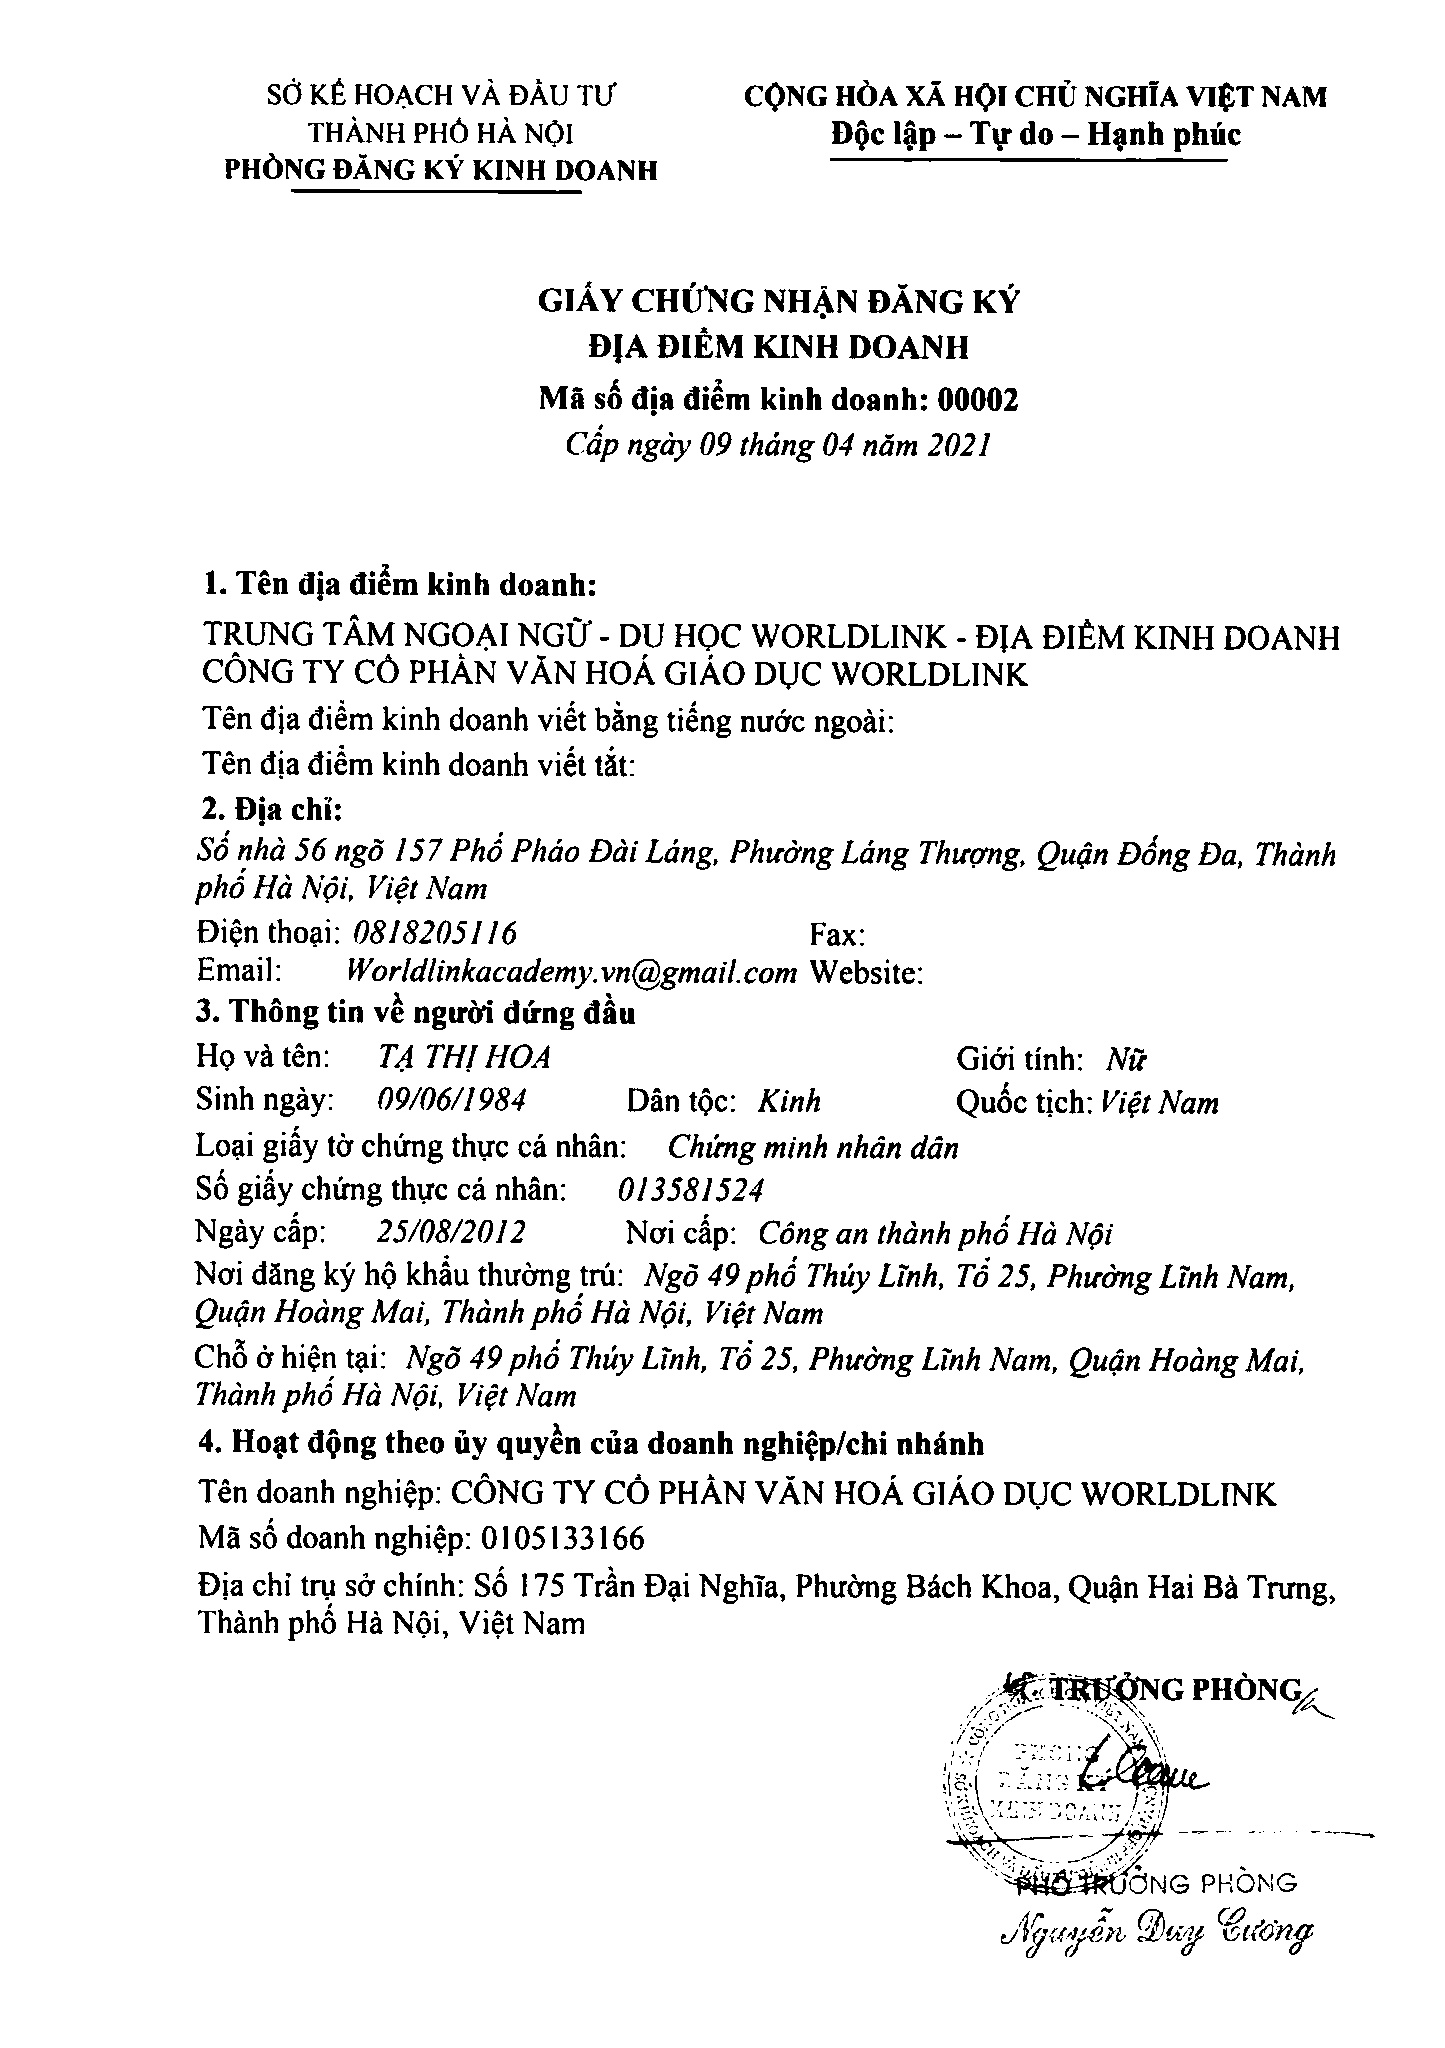 SỞ KẾ HOẠCH VÀ ĐẦU TƯ
THÀNH PHỐ HÀ NỘI
PHÒNG ĐĂNG KÝ KINH DOANH
CỘNG HÒA XÃ HỘI CHỦ NGHĨA VIỆT NAM
Độc lập – Tự do – Hạnh phúc
GIẤY CHỨNG NHẬN ĐĂNG KÝ
ĐỊA ĐIỂM KINH DOANH
Mã số địa điểm kinh doanh: 00002
Cấp ngày 09 tháng 04 năm 2021
1. Tên địa điểm kinh doanh:
TRUNG TÂM NGOẠI NGỮ - DU HỌC WORLDLINK - ĐỊA ĐIỂM KINH DOANH
CÔNG TY CỔ PHẦN VĂN HOÁ GIÁO DỤC WORLDLINK
Tên địa điểm kinh doanh viết bằng tiếng nước ngoài:
Tên địa điểm kinh doanh viết tắt:
2. Địa chỉ:
Số nhà 56 ngõ 157 Phố Pháo Đài Láng, Phường Láng Thượng, Quận Đống Đa, Thành
phố Hà Nội, Việt Nam
Điện thoại: 0818205116 Fax:
Email: Worldlinkacademy.vn@gmail.com Website:
3. Thông tin về người đứng đầu
Họ và tên: TẠ THỊ HOA Giới tính: Nữ
Sinh ngày: 09/06/1984 Dân tộc: Kinh Quốc tịch: Việt Nam
Loại giấy tờ chứng thực cá nhân: Chứng minh nhân dân
Số giấy chứng thực cá nhân: 013581524
Ngày cấp: 25/08/2012 Nơi cấp: Công an thành phố Hà Nội
Nơi đăng ký hộ khẩu thường trú: Ngõ 49 phố Thúy Lĩnh, Tổ 25, Phường Lĩnh Nam,
Quận Hoàng Mai, Thành phố Hà Nội, Việt Nam
Chỗ ở hiện tại: Ngõ 49 phố Thúy Lĩnh, Tổ 25, Phường Lĩnh Nam, Quận Hoàng Mai,
Thành phố Hà Nội, Việt Nam
4. Hoạt động theo ủy quyền của doanh nghiệp/chi nhánh
Tên doanh nghiệp: CÔNG TY CỔ PHẦN VĂN HOÁ GIÁO DỤC WORLDLINK
Mã số doanh nghiệp: 0105133166
Địa chỉ trụ sở chính: Số 175 Trần Đại Nghĩa, Phường Bách Khoa, Quận Hai Bà Trưng,
Thành phố Hà Nội, Việt Nam
TRƯỞNG PHÒNG
PHÒNG
ĐĂNG KÝ
KINH DOANH
PHÓ TRƯỞNG PHÒNG
Nguyễn Duy Cương